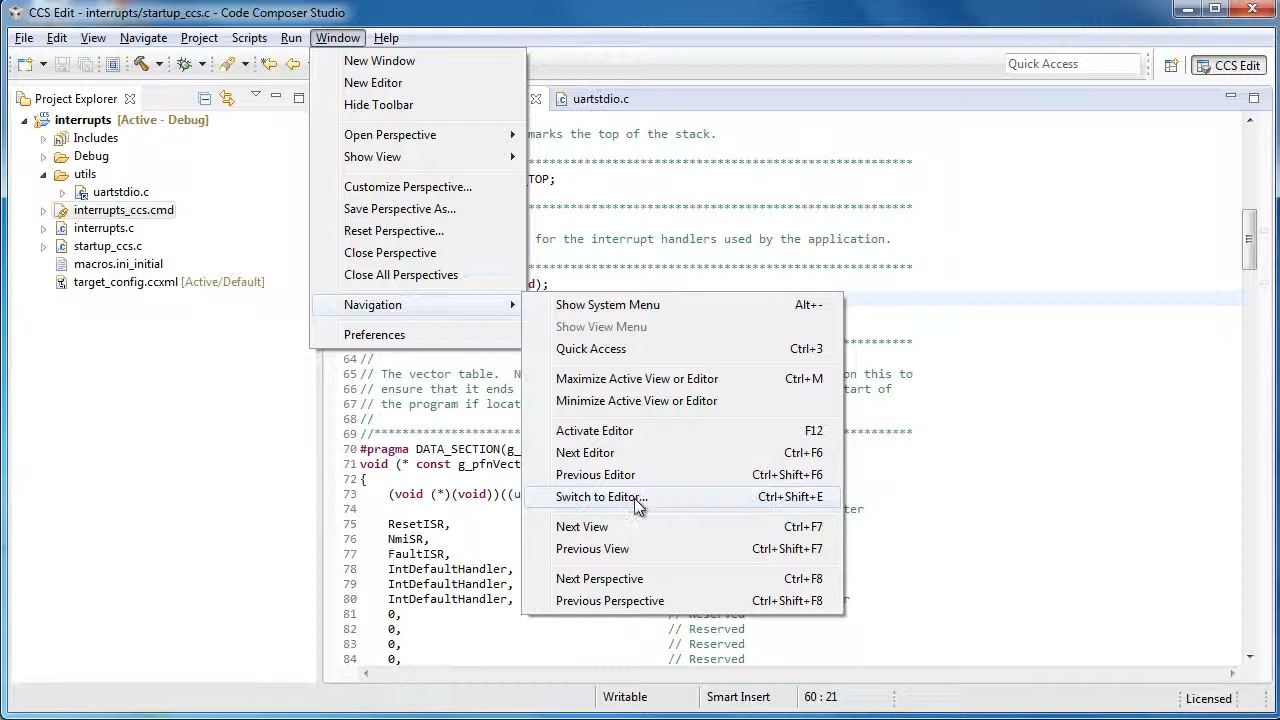 CCS Edit - interrupts/startup_ccs.c - Code Composer Studio
File Edit View Navigate Project Scripts Run Window Help
Quick Access
CCS Edit
Project Explorer
uartstdio.c
interrupts [Active - Debug]
Includes
Debug
utils
uartstdio.c
interrupts_ccs.cmd
interrupts.c
startup_ccs.c
macros.ini_initial
target_config.ccxml [Active/Default]
New Window
New Editor
Hide Toolbar
Open Perspective
Show View
Customize Perspective...
Save Perspective As...
Reset Perspective...
Close Perspective
Close All Perspectives
Navigation
Preferences
Show System Menu Alt+-
Show View Menu
Quick Access Ctrl+3
Maximize Active View or Editor Ctrl+M
Minimize Active View or Editor
Activate Editor F12
Next Editor Ctrl+F6
Previous Editor Ctrl+Shift+F6
Switch to Editor... Ctrl+Shift+E
Next View Ctrl+F7
Previous View Ctrl+Shift+F7
Next Perspective Ctrl+F8
Previous Perspective Ctrl+Shift+F8
marks the top of the stack.
**************************************************
TOP;
**************************************************
for the interrupt handlers used by the application.
**************************************************
d);
64 //
65 // The vector table. N on this to
66 // ensure that it ends tart of
67 // the program if locat
68 //
69 //*********************
70 #pragma DATA_SECTION(g_
71 void (* const g_pfnVect
72 {
73 (void (*)(void))((u
74 ter
75 ResetISR,
76 NmiSR,
77 FaultISR,
78 IntDefaultHandler,
79 IntDefaultHandler,
80 IntDefaultHandler,
81 0, // Reserved
82 0, // Reserved
83 0, // Reserved
84 0, // Reserved
Writable Smart Insert 60 : 21 Licensed